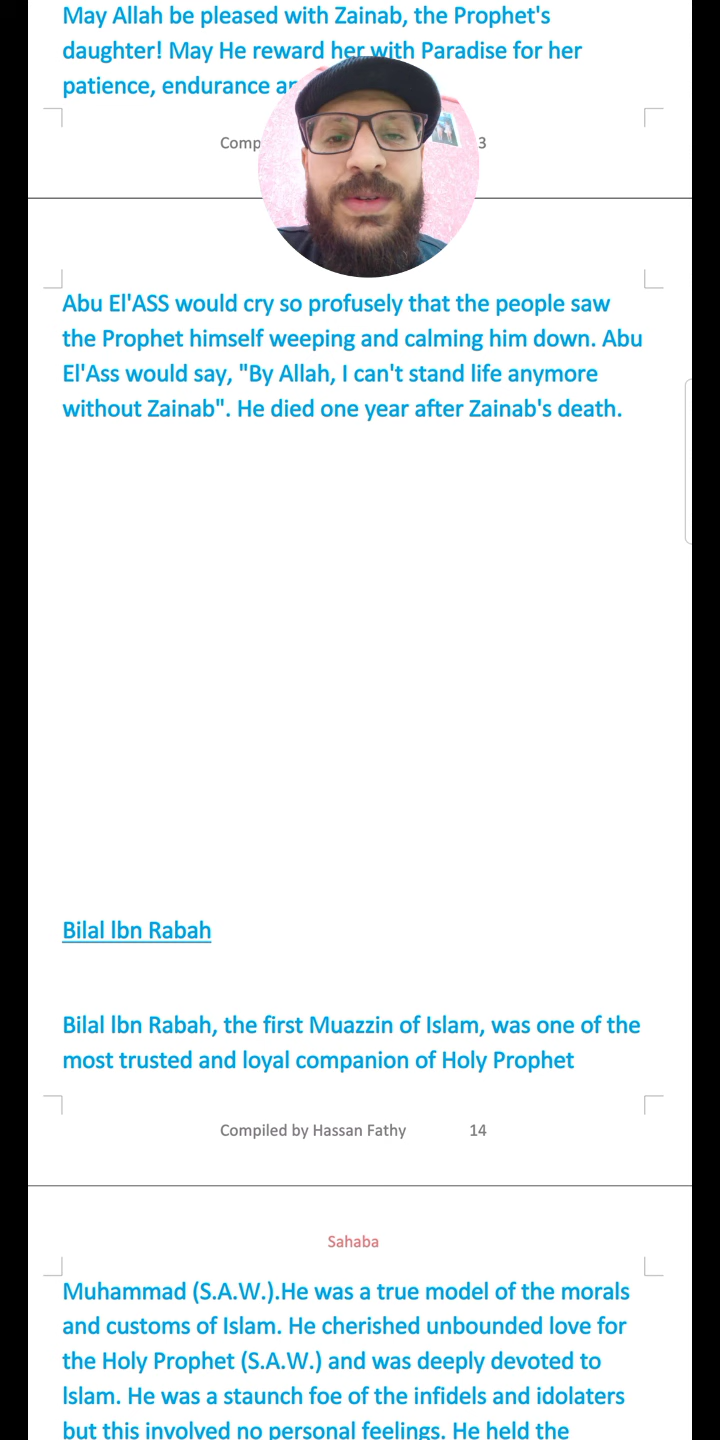 May Allah be pleased with Zainab, the Prophet's
daughter! May He reward her with Paradise for her
patience, endurance
3
Abu El'ASS would cry so profusely that the people saw
the Prophet himself weeping and calming him down. Abu
El'Ass would say, "By Allah, I can't stand life anymore
without Zainab". He died one year after Zainab's death.
Bilal lbn Rabah
Bilal lbn Rabah, the first Muazzin of Islam, was one of the
most trusted and loyal companion of Holy Prophet
Compiled by Hassan Fathy 14
Sahaba
Muhammad (S.A.W.).He was a true model of the morals
and customs of Islam. He cherished unbounded love for
the Holy Prophet (S.A.W.) and was deeply devoted to
lslam. He was a staunch foe of the infidels and idolaters
but this involved no personal feelings. He held the